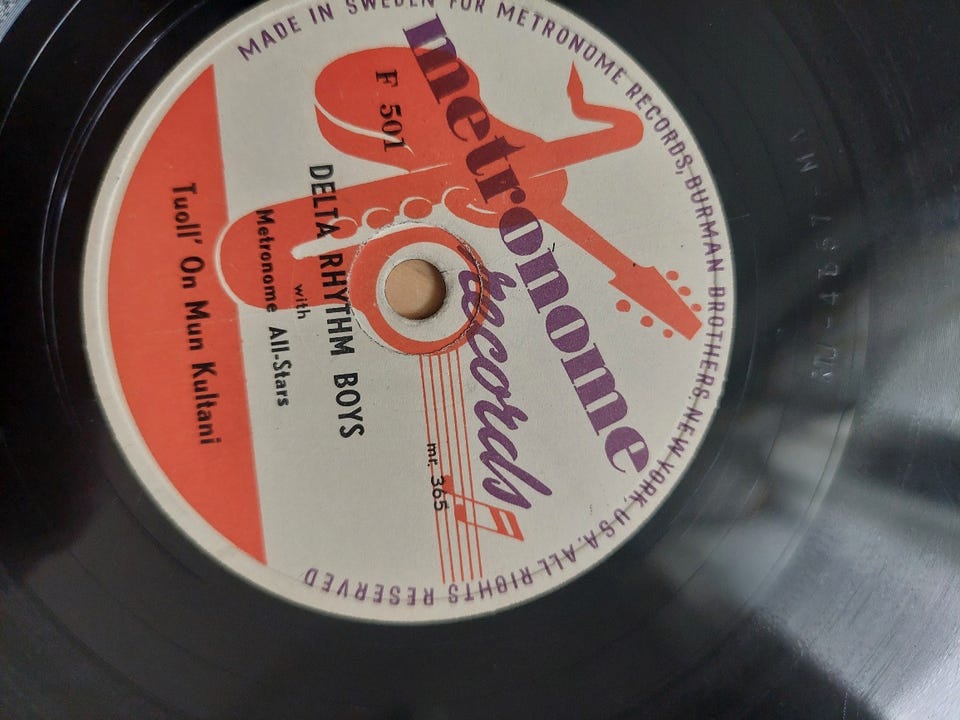 MADE IN SWEDEN FOR METRONOME RECORDS, BURMAN BROTHERS, NEW YORK, U.S.A. ALL RIGHTS RESERVED
metronome
records
F 501
mr. 365
DELTA RHYTHM BOYS
with
Metronome All-Stars
Tuoll' On Mun Kultani